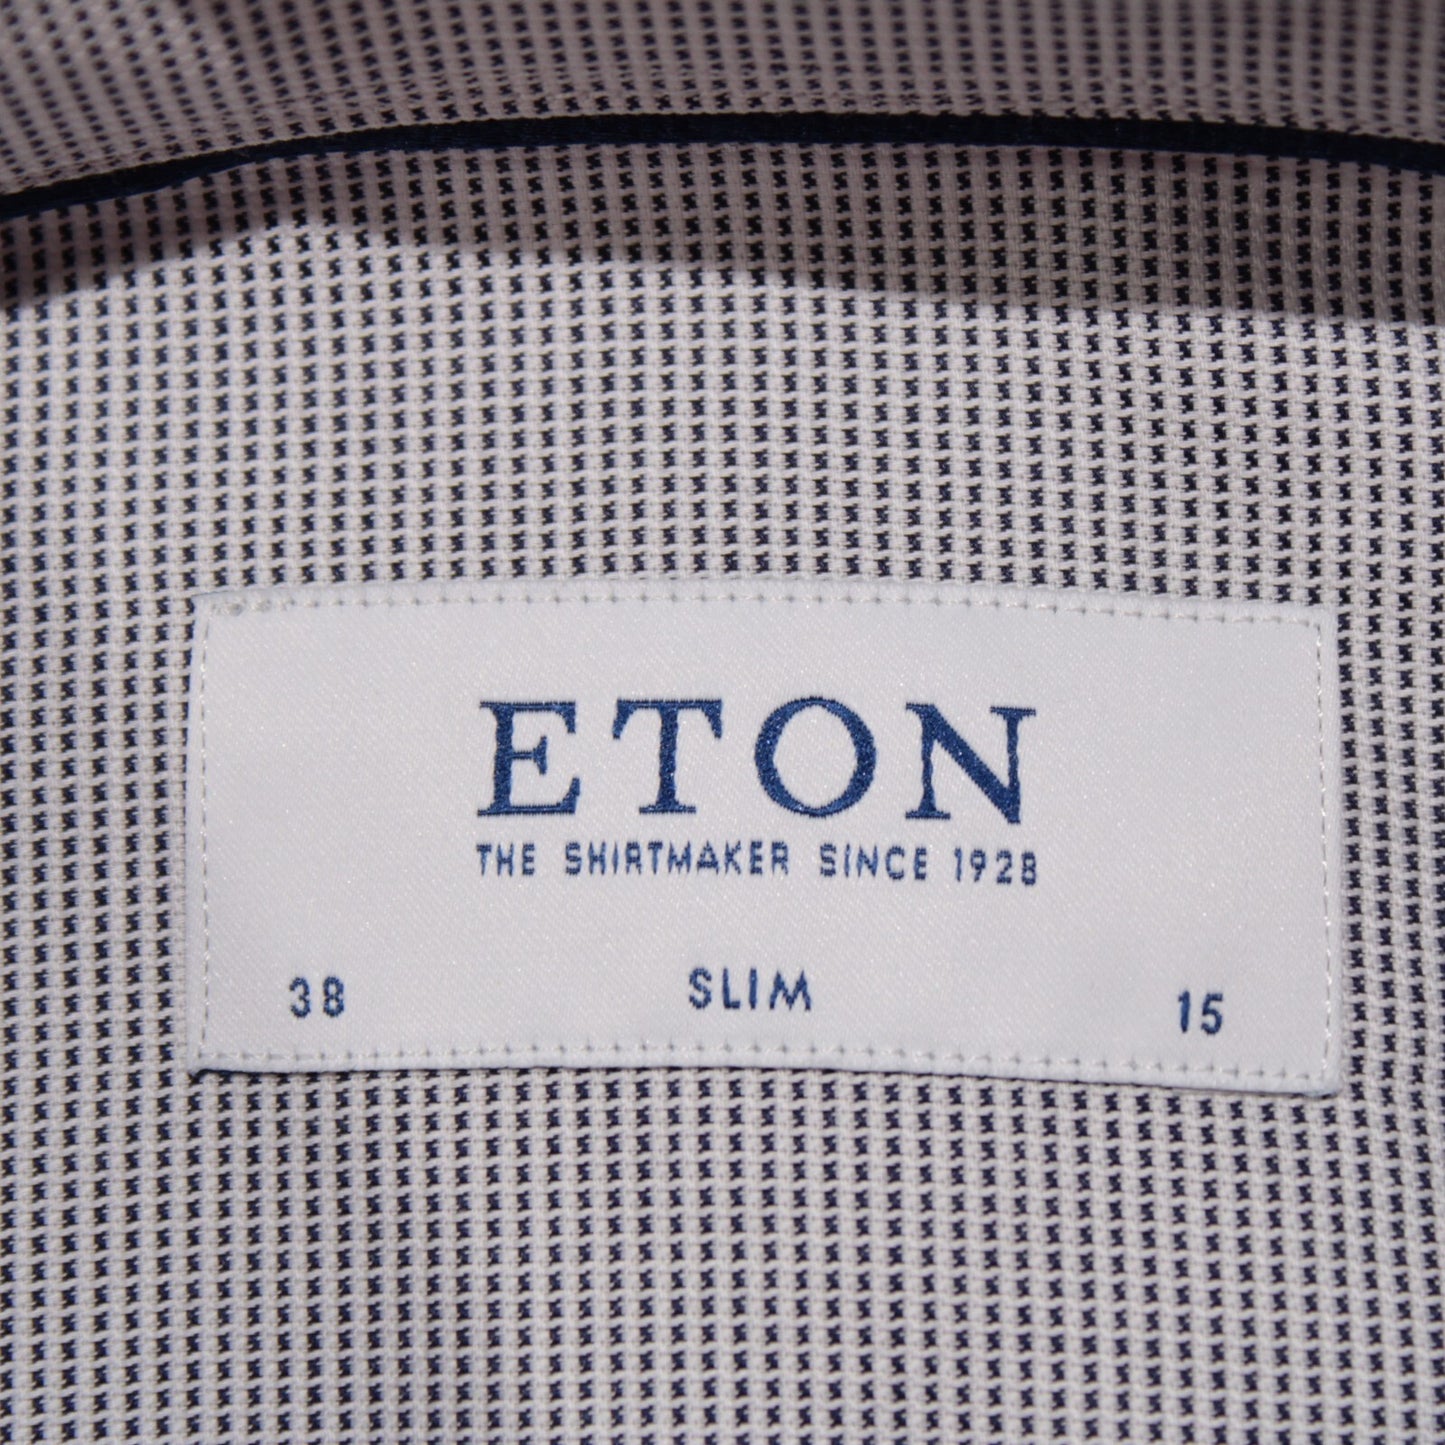 ETON
THE SHIRTMAKER SINCE 1928
38 SLIM 15